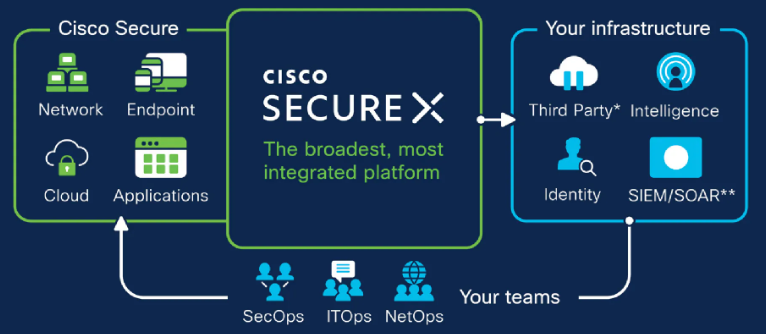 Cisco Secure
Network
Endpoint
Cloud
Applications
CISCO
SECURE X
The broadest, most
integrated platform
Your infrastructure
Third Party*
Intelligence
Identity
SIEM/SOAR**
SecOps
ITOps
NetOps
Your teams